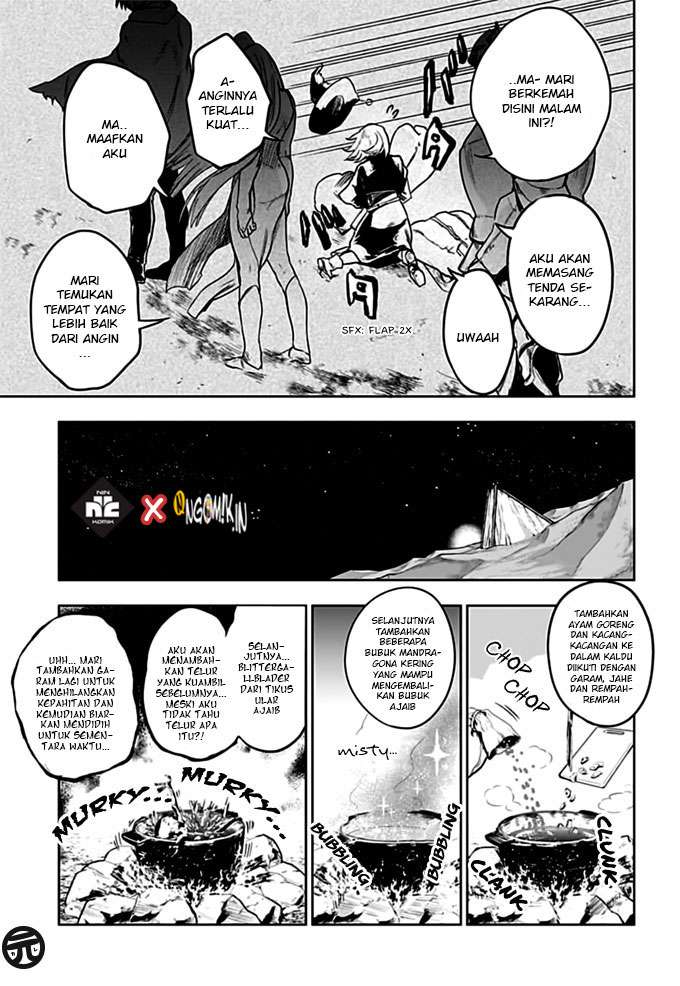 ..MA- MARI
BERKEMAH
DISINI MALAM
INI?!
AKU AKAN
MEMASANG
TENDA SE-
KARANG...
UWAAH
A-
ANGINNYA
TERLALU
KUAT...
MA..
MAAFKAN
AKU
MARI
TEMUKAN
TEMPAT YANG
LEBIH BAIK
DARI ANGIN
...
SFX: FLAP 2X
NIN
KOMIK
X
NGOMIK.IN
TAMBAHKAN
AYAM GORENG
DAN KACANG-
KACANGAN KE
DALAM KALDU
DIIKUTI DENGAN
GARAM, JAHE
DAN REMPAH-
REMPAH
CHOP
CHOP
CLUNK
CLANK
SELANJUTNYA
TAMBAHKAN
BEBERAPA
BUBUK MANDRA-
GONA KERING
YANG MAMPU
MENGEMBALI-
KAN BUBUK
AJAIB
misty...
BUBBLING
BUBBLING
SELAN-
JUTNYA...
BLITTERGA-
LLBLADER
DARI TIKUS
ULAR
AJAIB
AKU AKAN
MENAMBAH-
KAN TELUR
YANG KUAMBIL
SEBELUMNYA...
MESKI AKU
TIDAK TAHU
TELUR APA
ITU?!
UHH... MARI
TAMBAHKAN GA-
RAM LAGI UNTUK
MENGHILANGKAN
KEPAHITAN DAN
KEMUDIAN BIAR-
KAN MENDIDIH
UNTUK SEMEN-
TARA WAKTU...
MURKY...
MURKY...